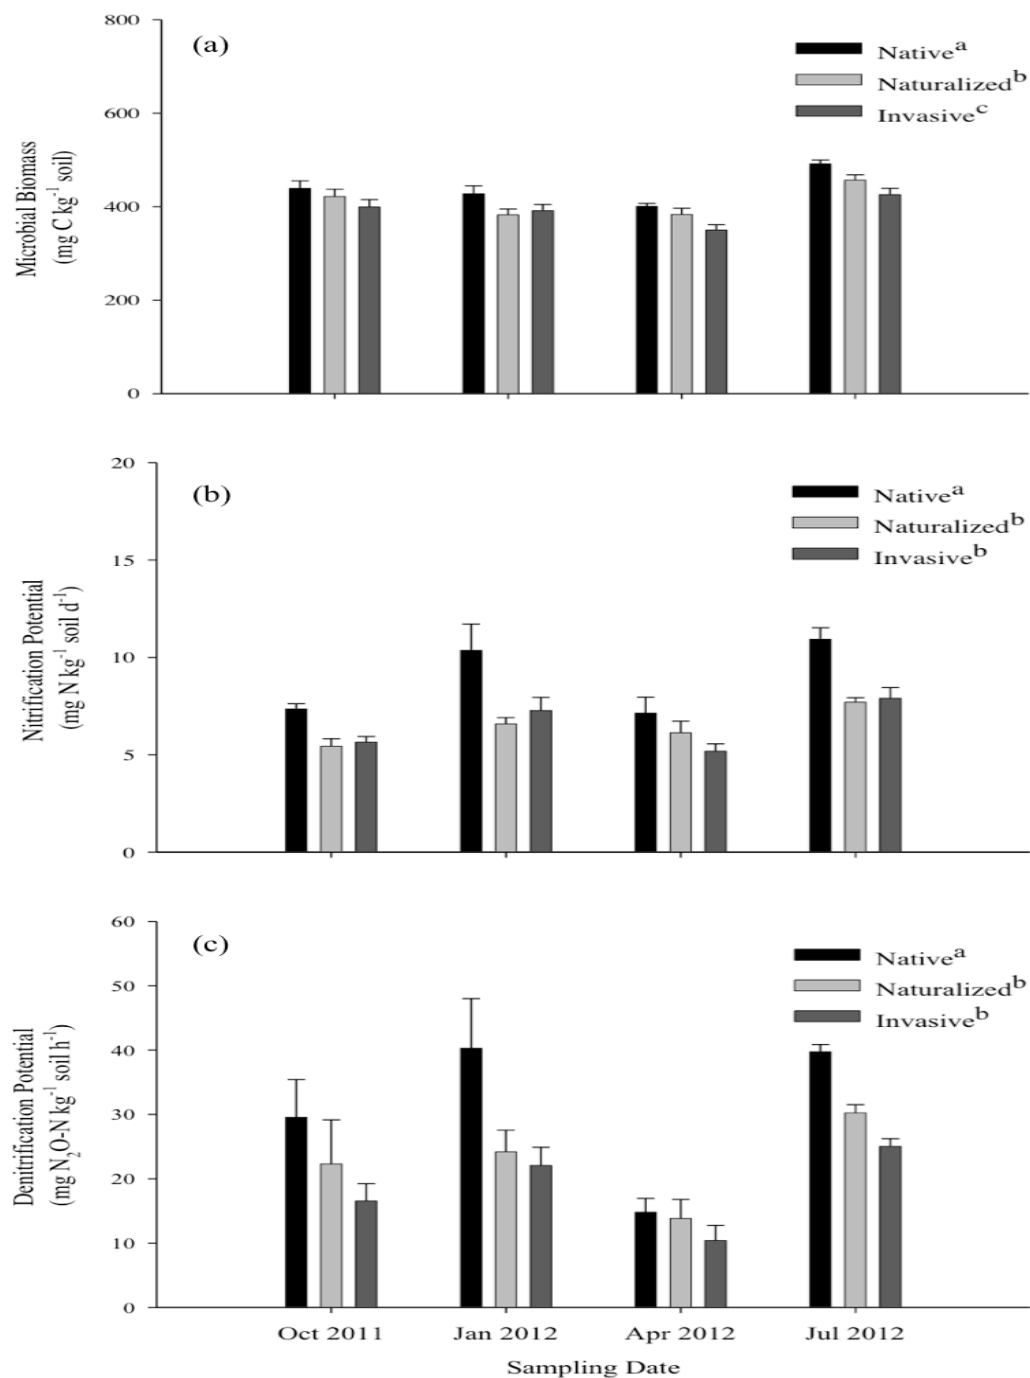 (a)
Native^a
Naturalized^b
Invasive^c
800
600
400
200
0
Microbial Biomass
(mg C kg^-1 soil)
(b)
Native^a
Naturalized^b
Invasive^b
20
15
10
5
0
Nitrification Potential
(mg N kg^-1 soil d^-1)
(c)
Native^a
Naturalized^b
Invasive^b
60
50
40
30
20
10
0
Denitrification Potential
(mg N_2O-N kg^-1 soil h^-1)
Oct 2011 Jan 2012 Apr 2012 Jul 2012
Sampling Date